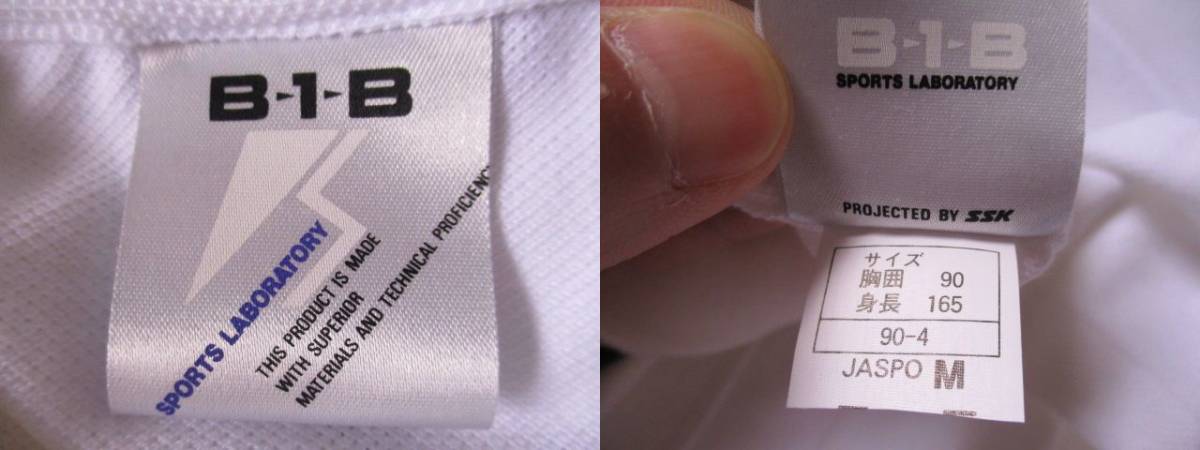 B-1-B
SPORTS LABORATORY
THIS PRODUCT IS MADE
WITH SUPERIOR
MATERIALS AND TECHNICAL PROFICIENC
B-1-B
SPORTS LABORATORY
PROJECTED BY SSK
サイズ
胸囲 90
身長 165
90-4
JASPO M